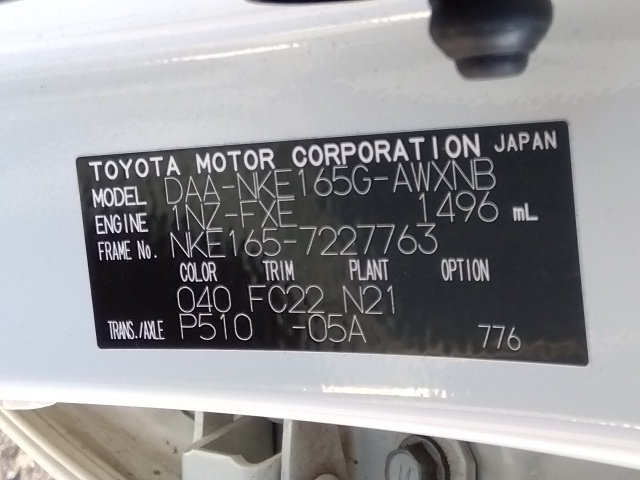 TOYOTA MOTOR CORPORATION JAPAN
MODEL DAA-NKE165G-AWXNB
ENGINE 1NZ-FXE 1496 mL
FRAME No. NKE165-7227763
COLOR TRIM PLANT OPTION
040 FC22 N21
TRANS./AXLE P510 -05A 776